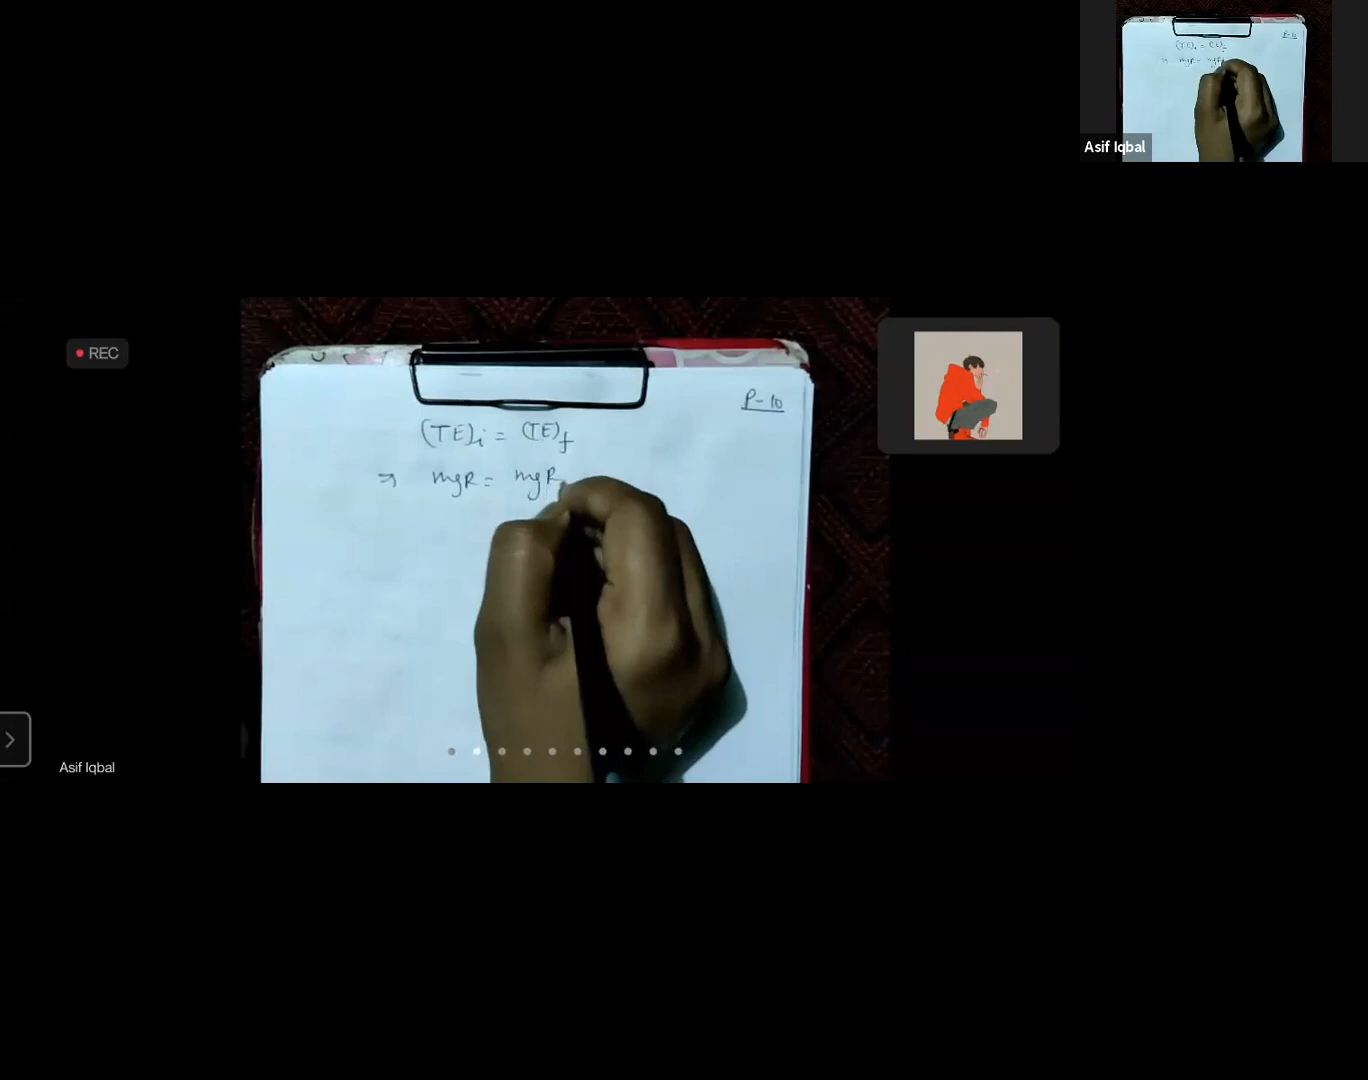 Asif Iqbal
REC
P-10
(TE)i = (TE)f
⇒ mgR = mgR
Asif Iqbal